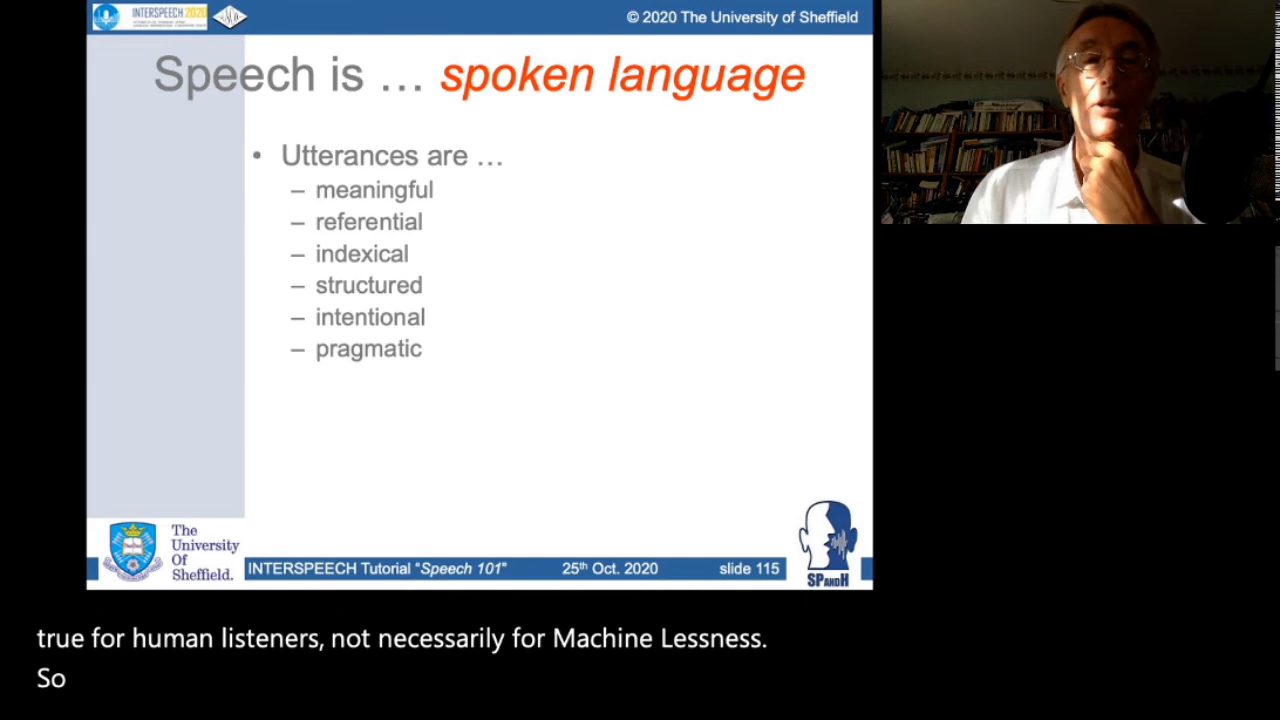 INTERSPEECH 2020
© 2020 The University of Sheffield
Speech is … spoken language
• Utterances are …
– meaningful
– referential
– indexical
– structured
– intentional
– pragmatic
The
University
Of
Sheffield.
INTERSPEECH Tutorial “Speech 101” 25th Oct. 2020 slide 115
SPANDH
true for human listeners, not necessarily for Machine Lessness.
So